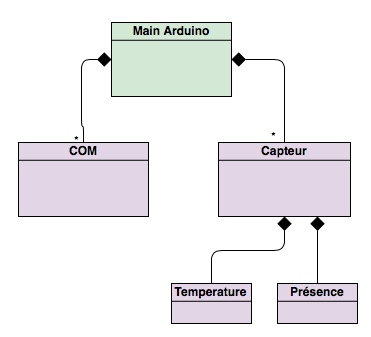 Main Arduino
*
*
COM
Capteur
Temperature
Présence